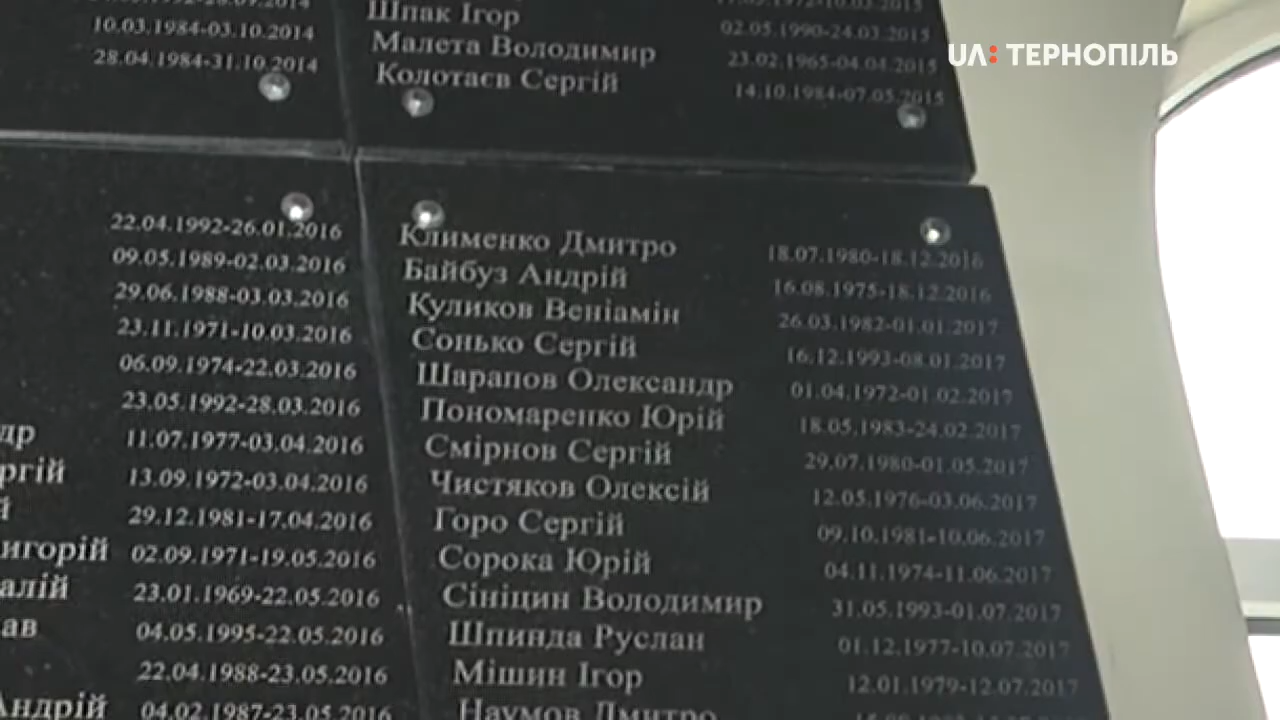 UA: ТЕРНОПІЛЬ
10.03.1984-03.10.2014
28.04.1984-31.10.2014
Шпак Ігор
02.05.1990-24.03.2015
Малета Володимир 23.02.1965-04.04.2015
Колотаєв Сергій 14.10.1984-07.05.2015
22.04.1992-26.01.2016
09.05.1989-02.03.2016
29.06.1988-03.03.2016
23.11.1971-10.03.2016
06.09.1974-22.03.2016
23.05.1992-28.03.2016
др 11.07.1977-03.04.2016
ргій 13.09.1972-03.04.2016
й 29.12.1981-17.04.2016
игорій 02.09.1971-19.05.2016
алій 23.01.1969-22.05.2016
ав 04.05.1995-22.05.2016
22.04.1988-23.05.2016
Андрій 04.02.1987-23.05.2016
Клименко Дмитро 18.07.1980-18.12.2016
Байбуз Андрій 16.08.1975-18.12.2016
Куликов Веніамін 26.03.1982-01.01.2017
Сонько Сергій 16.12.1993-08.01.2017
Шарапов Олександр 01.04.1972-01.02.2017
Пономаренко Юрій 18.05.1983-24.02.2017
Смірнов Сергій 29.07.1980-01.05.2017
Чистяков Олексій 12.05.1976-03.06.2017
Горо Сергій 09.10.1981-10.06.2017
Сорока Юрій 04.11.1974-11.06.2017
Сініцин Володимир 31.05.1993-01.07.2017
Шпинда Руслан 01.12.1977-10.07.2017
Мішин Ігор 12.01.1979-12.07.2017
Наумов Дмитро